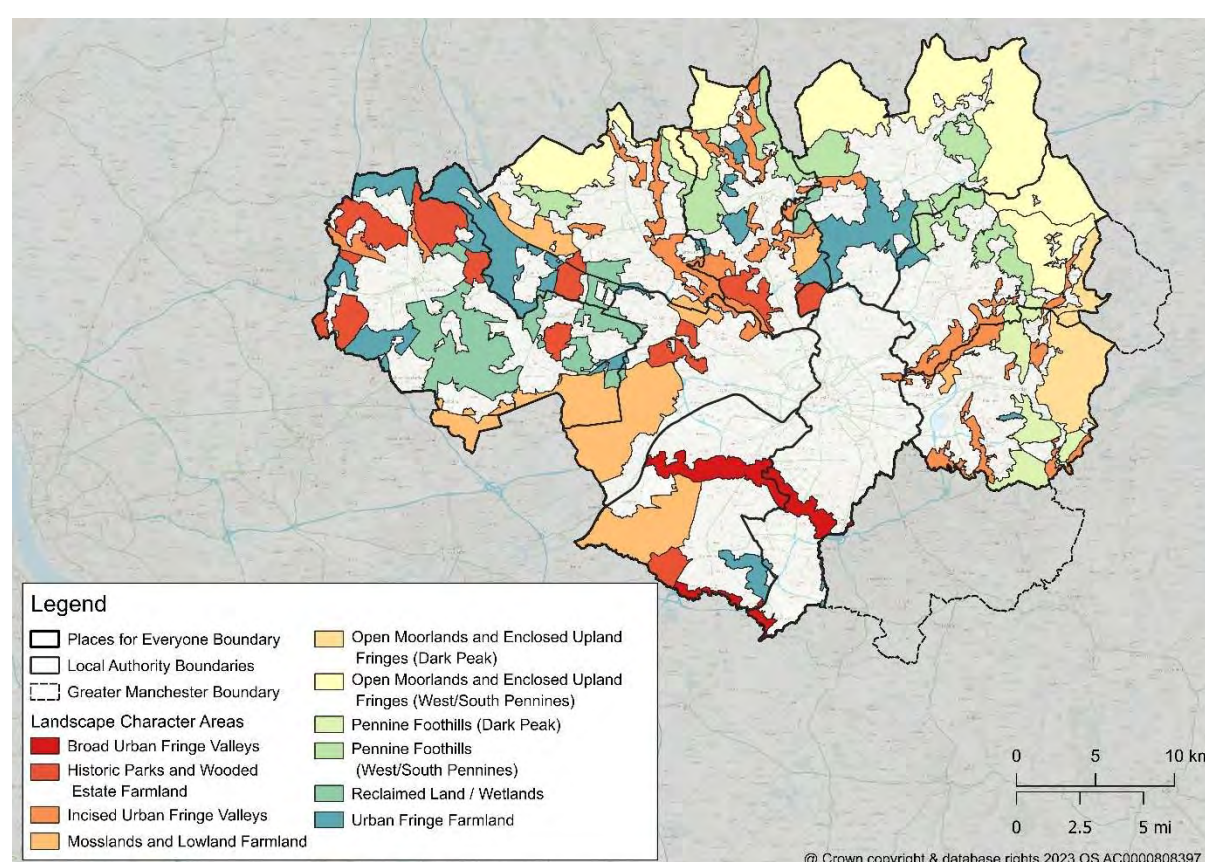 Legend
Places for Everyone Boundary
Local Authority Boundaries
Greater Manchester Boundary
Landscape Character Areas
Broad Urban Fringe Valleys
Historic Parks and Wooded
Estate Farmland
Incised Urban Fringe Valleys
Mosslands and Lowland Farmland
Open Moorlands and Enclosed Upland
Fringes (Dark Peak)
Open Moorlands and Enclosed Upland
Fringes (West/South Pennines)
Pennine Foothills (Dark Peak)
Pennine Foothills
(West/South Pennines)
Reclaimed Land / Wetlands
Urban Fringe Farmland
0 5 10 km
0 2.5 5 mi
@ Crown copyright & database rights 2023 OS AC0000808397